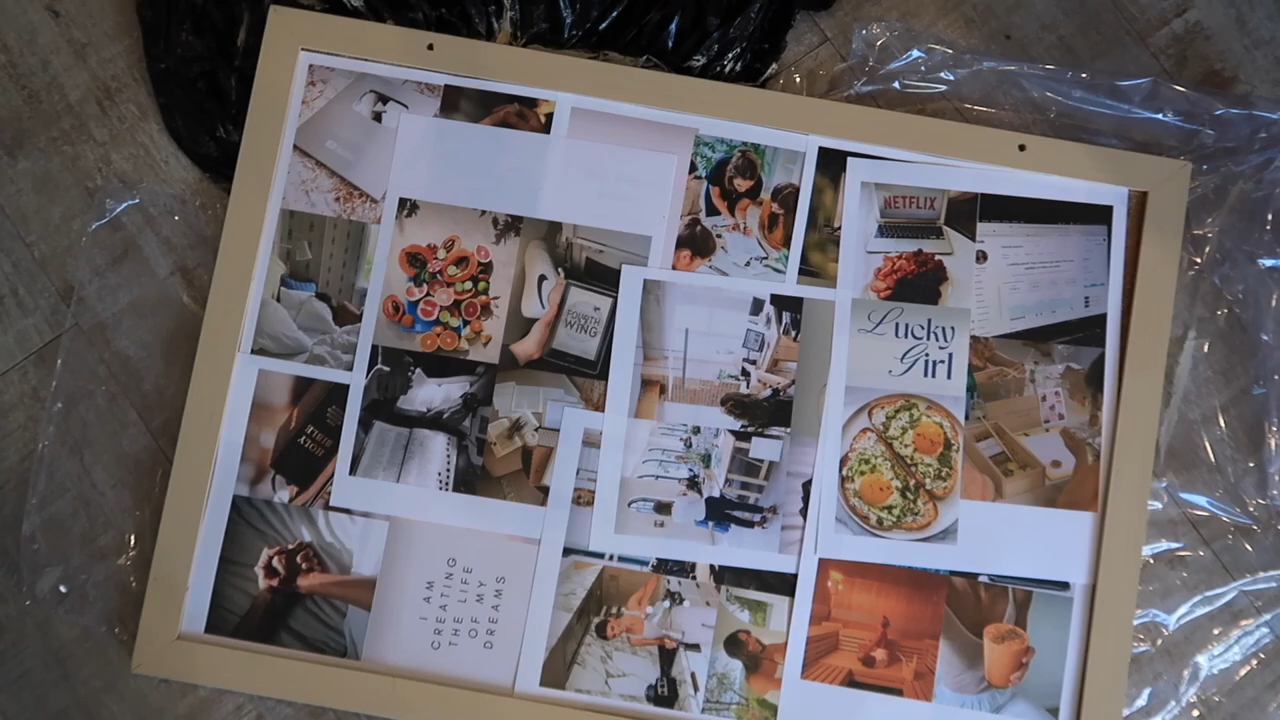 NETFLIX
FOURTH
WING
Lucky
Girl
HOLY
BIBLE
I AM
CREATING
THE LIFE
OF MY
DREAMS